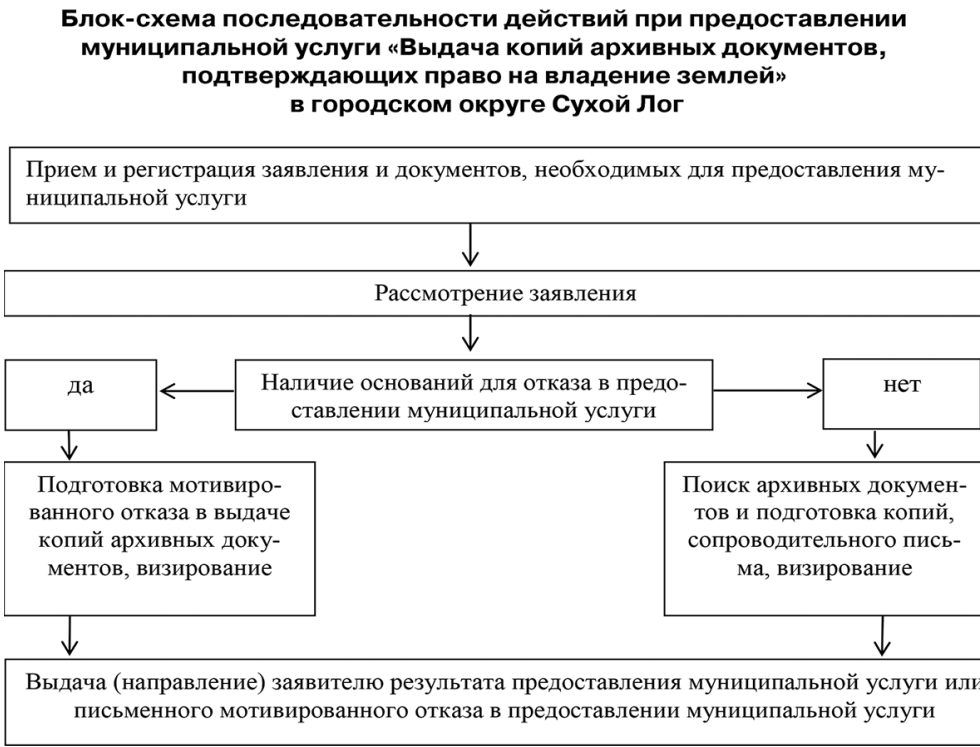 Блок-схема последовательности действий при предоставлении
муниципальной услуги «Выдача копий архивных документов,
подтверждающих право на владение землей»
в городском округе Сухой Лог
Прием и регистрация заявления и документов, необходимых для предоставления му-
ниципальной услуги
Рассмотрение заявления
да
Наличие оснований для отказа в предо-
ставлении муниципальной услуги
нет
Подготовка мотивиро-
ванного отказа в выдаче
копий архивных доку-
ментов, визирование
Поиск архивных докумен-
тов и подготовка копий,
сопроводительного пись-
ма, визирование
Выдача (направление) заявителю результата предоставления муниципальной услуги или
письменного мотивированного отказа в предоставлении муниципальной услуги